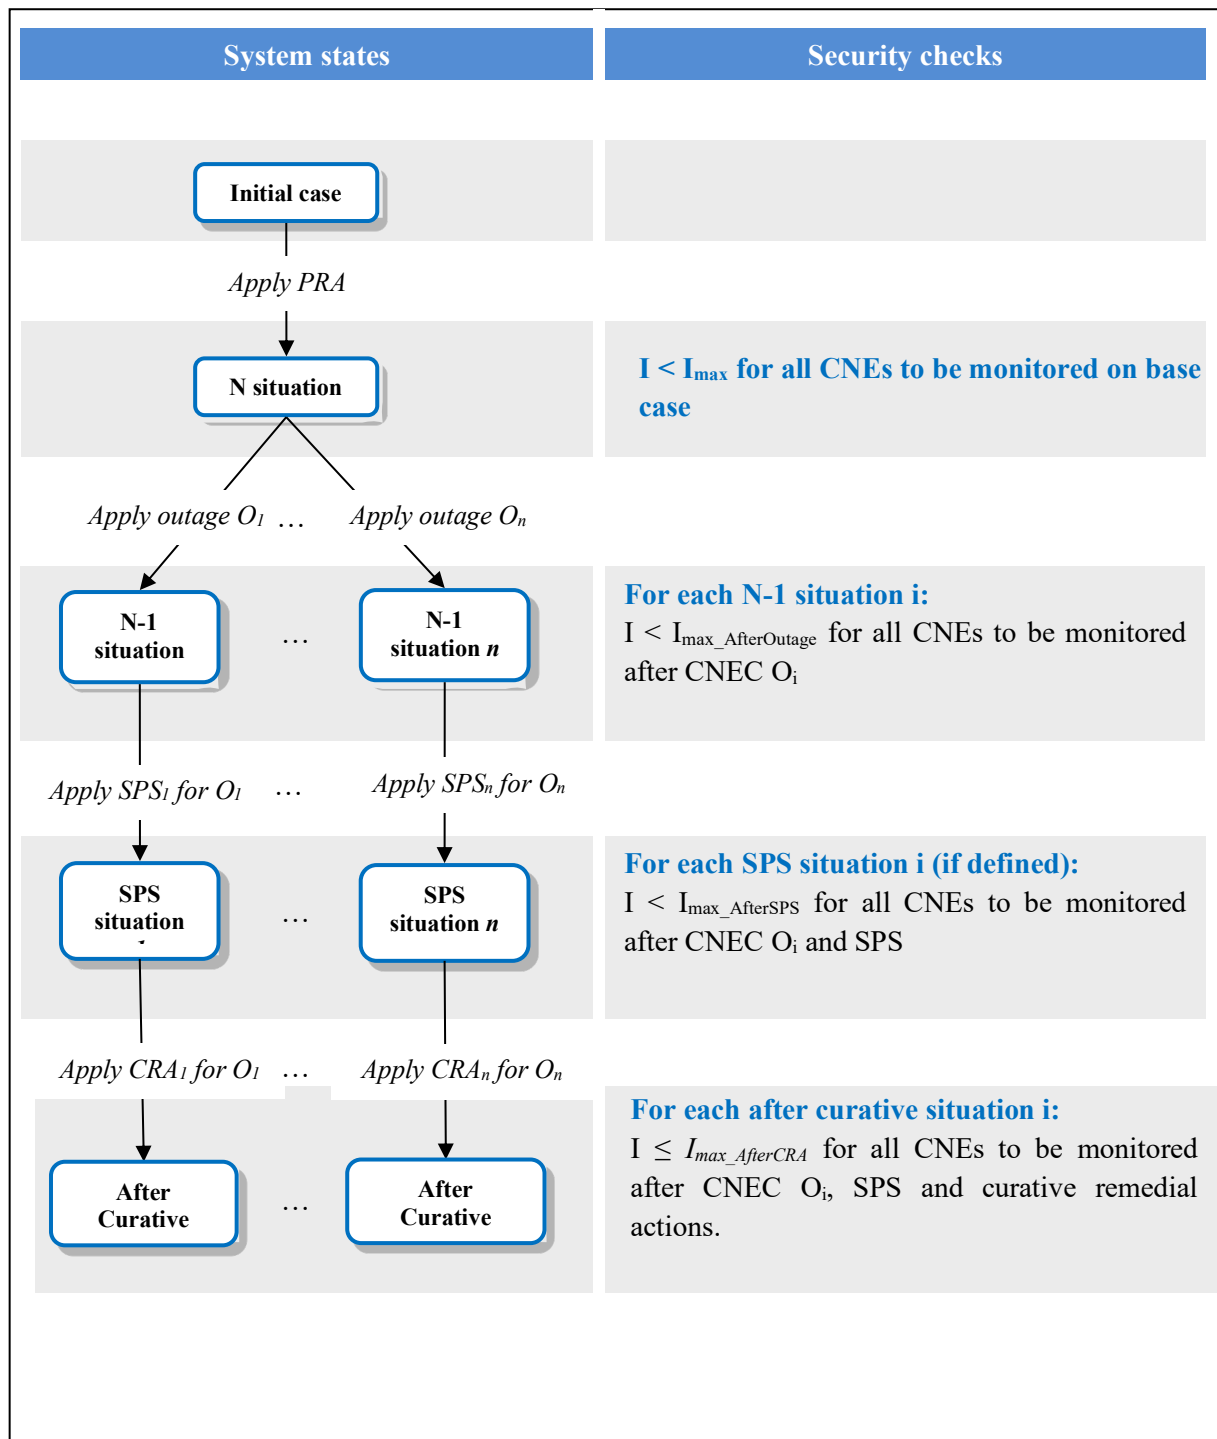 System states
Security checks
Initial case
Apply PRA
N situation
I < Imax for all CNEs to be monitored on base
case
Apply outage O1 … Apply outage On
N-1
situation
…
N-1
situation n
For each N-1 situation i:
I < Imax_AfterOutage for all CNEs to be monitored
after CNEC Oi
Apply SPS1 for O1 … Apply SPSn for On
SPS
situation
…
SPS
situation n
For each SPS situation i (if defined):
I < Imax_AfterSPS for all CNEs to be monitored
after CNEC Oi and SPS
Apply CRA1 for O1 … Apply CRAn for On
After
Curative
…
After
Curative
For each after curative situation i:
I ≤ Imax_AfterCRA for all CNEs to be monitored
after CNEC Oi, SPS and curative remedial
actions.